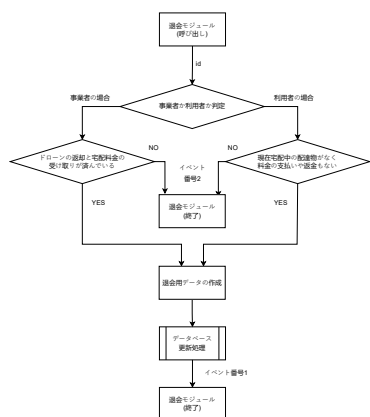 退会モジュール
(呼び出し)
id
事業者の場合
利用者の場合
事業者か利用者か判定
ドローンの返却と宅配料金の
受け取りが済んでいる
NO
イベント
番号2
NO
現在宅配中の配達物がなく
料金の支払いや返金もない
YES
退会モジュール
(終了)
YES
退会用データの作成
データベース
更新処理
イベント番号1
退会モジュール
(終了)